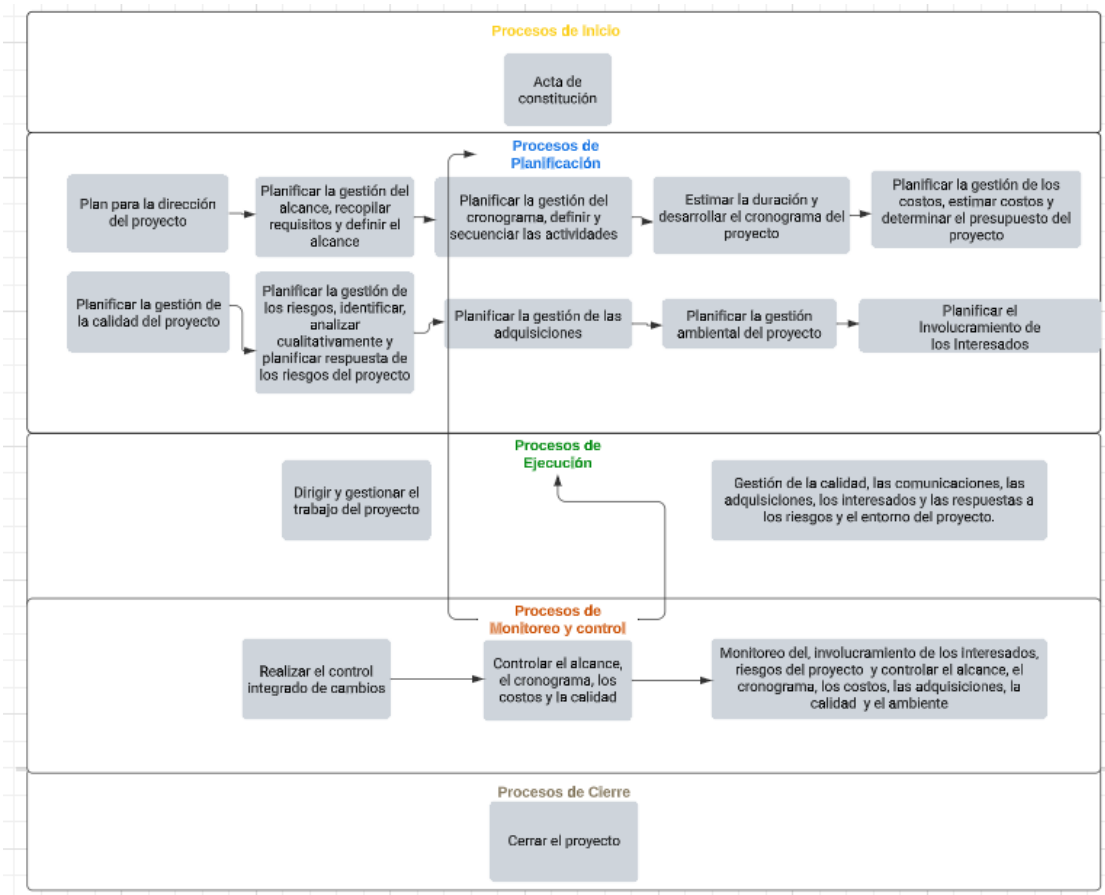 Procesos de Inicio
Acta de
constitución
Procesos de
Planificación
Plan para la dirección
del proyecto
Planificar la gestión del
alcance, recopilar
requisitos y definir el
alcance
Planificar la gestión del
cronograma, definir y
secuenciar las actividades
Estimar la duración y
desarrollar el cronograma del
proyecto
Planificar la gestión de los
costos, estimar costos y
determinar el presupuesto del
proyecto
Planificar la gestión de
la calidad del proyecto
Planificar la gestión de
los riesgos, identificar,
analizar
cualitativamente y
planificar respuesta de
los riesgos del proyecto
Planificar la gestión de las
adquisiciones
Planificar la gestión
ambiental del proyecto
Planificar el
Involucramiento de
los Interesados
Procesos de
Ejecución
Dirigir y gestionar el
trabajo del proyecto
Gestión de la calidad, las comunicaciones, las
adquisiciones, los interesados y las respuestas a
los riesgos y el entorno del proyecto.
Procesos de
Monitoreo y control
Realizar el control
integrado de cambios
Controlar el alcance,
el cronograma, los
costos y la calidad
Monitoreo del, involucramiento de los interesados,
riesgos del proyecto y controlar el alcance, el
cronograma, los costos, las adquisiciones, la
calidad y el ambiente
Procesos de Cierre
Cerrar el proyecto